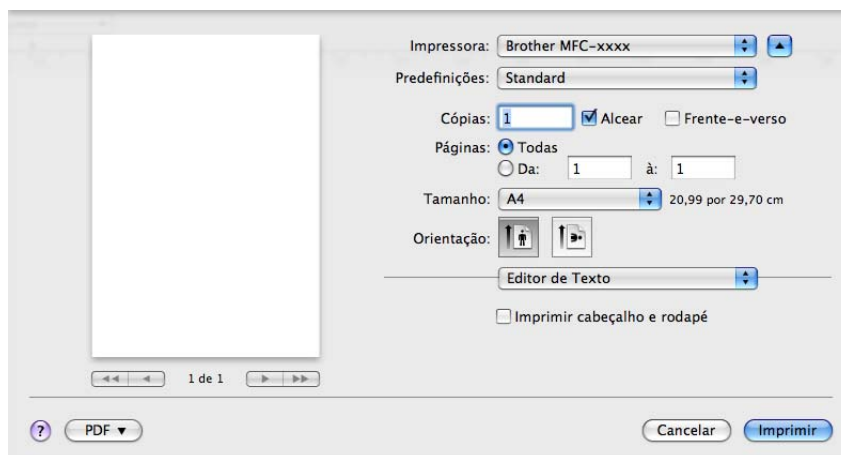 Impressora: Brother MFC-xxxx
Predefinições: Standard
Cópias: 1 Alcear Frente-e-verso
Páginas: Todas
Da: 1 à: 1
Tamanho: A4 20,99 por 29,70 cm
Orientação:
Editor de Texto
Imprimir cabeçalho e rodapé
1 de 1
? PDF Cancelar Imprimir